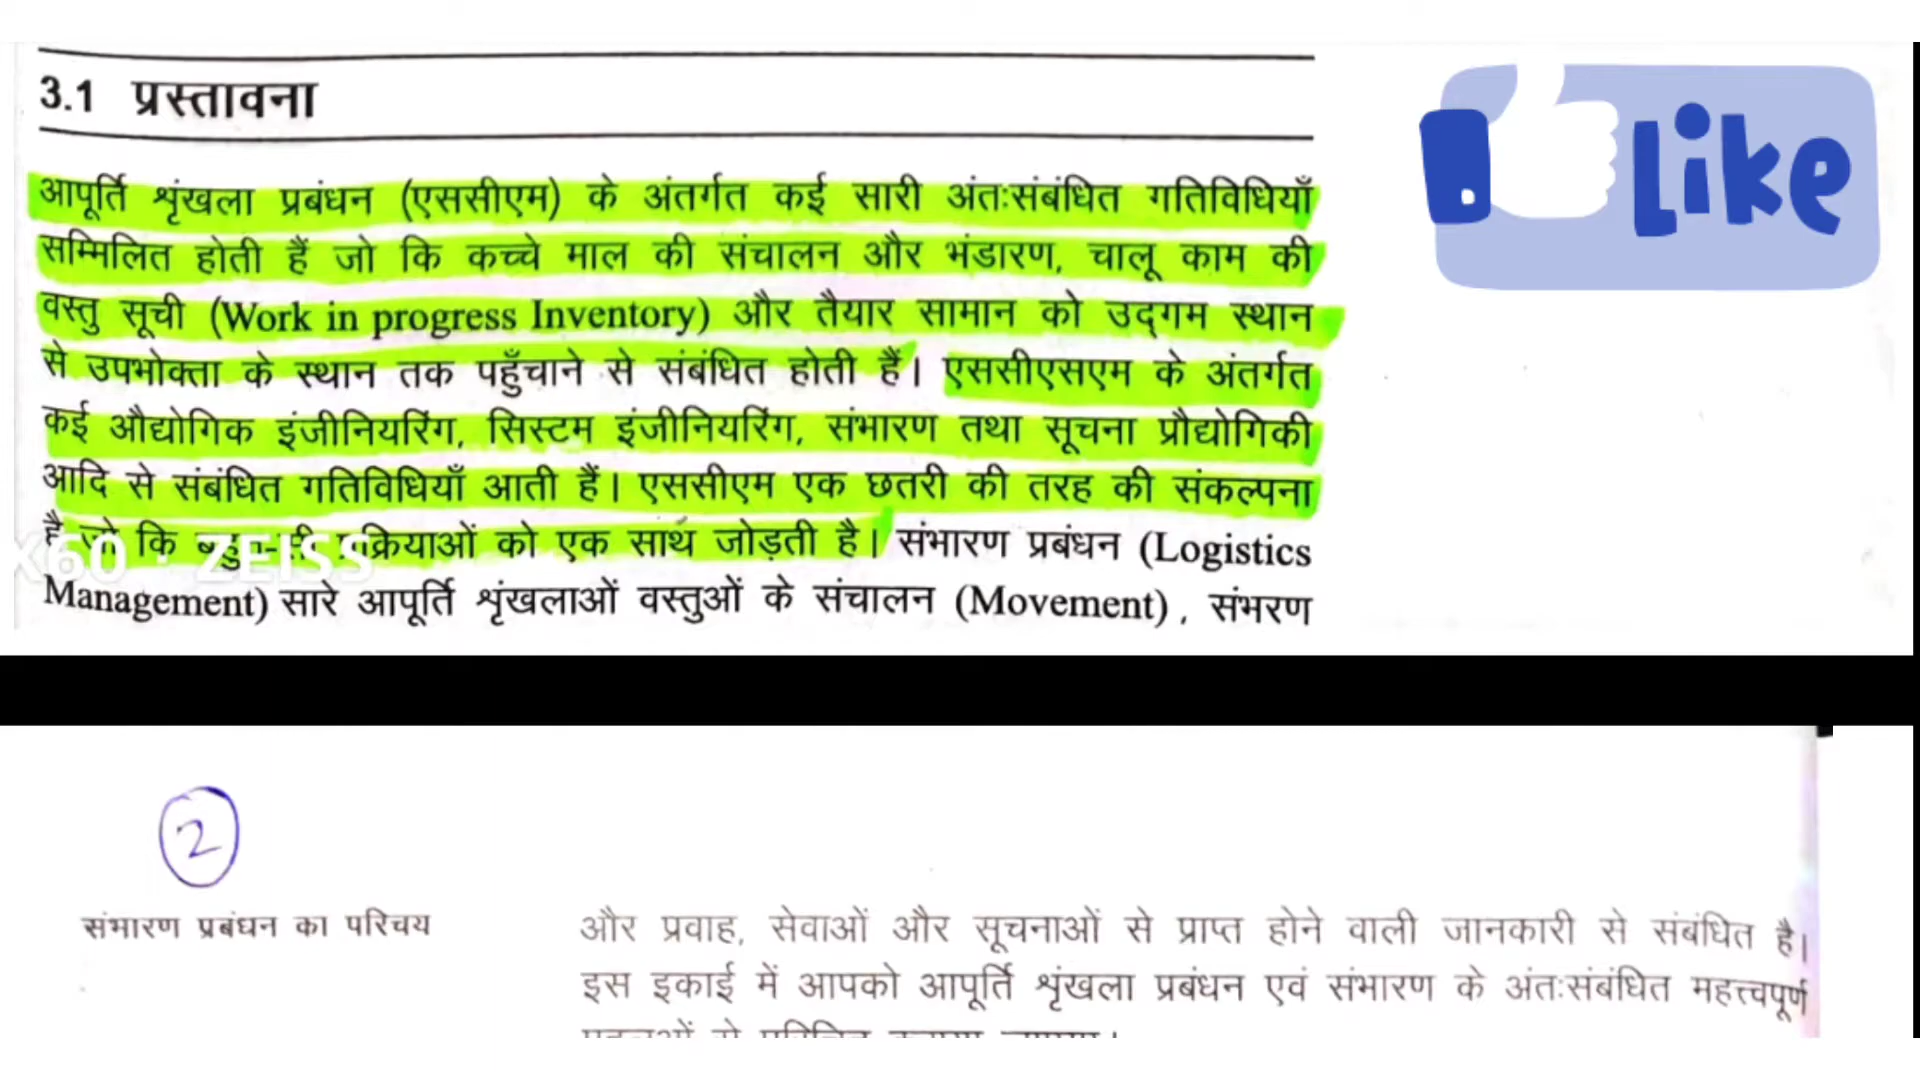 3.1 प्रस्तावना
Like
आपूर्ति शृंखला प्रबंधन (एससीएम) के अंतर्गत कई सारी अंतःसंबंधित गतिविधियाँ
सम्मिलित होती हैं जो कि कच्चे माल की संचालन और भंडारण, चालू काम की
वस्तु सूची (Work in progress Inventory) और तैयार सामान को उद्‌गम स्थान
से उपभोक्ता के स्थान तक पहुँचाने से संबंधित होती हैं। एससीएसएम के अंतर्गत
कई औद्योगिक इंजीनियरिंग, सिस्टम इंजीनियरिंग, संभारण तथा सूचना प्रौद्योगिकी
आदि से संबंधित गतिविधियाँ आती हैं। एससीएम एक छतरी की तरह की संकल्पना
है जो कि प्रक्रियाओं को एक साथ जोड़ती है। संभारण प्रबंधन (Logistics
X60 · ZEISS
Management) सारे आपूर्ति शृंखलाओं वस्तुओं के संचालन (Movement), संभरण
2
संभारण प्रबंधन का परिचय
और प्रवाह, सेवाओं और सूचनाओं से प्राप्त होने वाली जानकारी से संबंधित है।
इस इकाई में आपको आपूर्ति शृंखला प्रबंधन एवं संभारण के अंतःसंबंधित महत्त्वपूर्ण